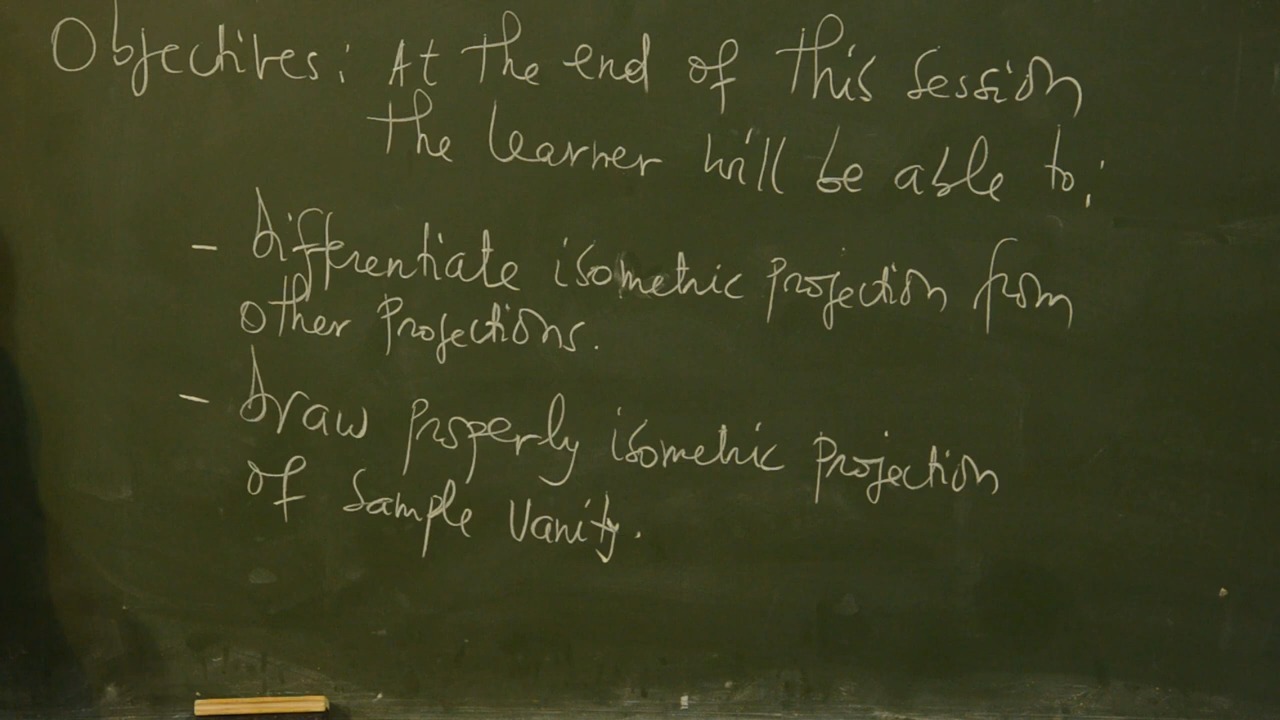 Objectives: At the end of this session
the learner will be able to:
- Differentiate isometric projection from
other Projections.
- Draw properly isometric projection
of Sample Vanity.